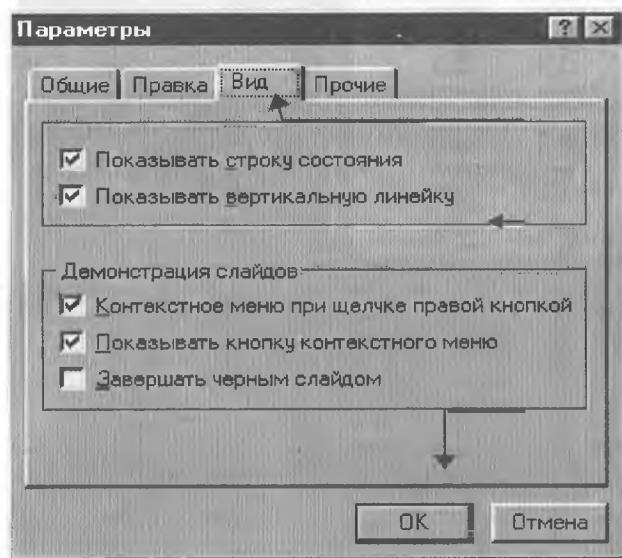 Параметры
Общие Правка Вид Прочие
Показывать строку состояния
Показывать вертикальную линейку
Демонстрация слайдов
Контекстное меню при щелчке правой кнопкой
Показывать кнопку контекстного меню
Завершать черным слайдом
OK Отмена